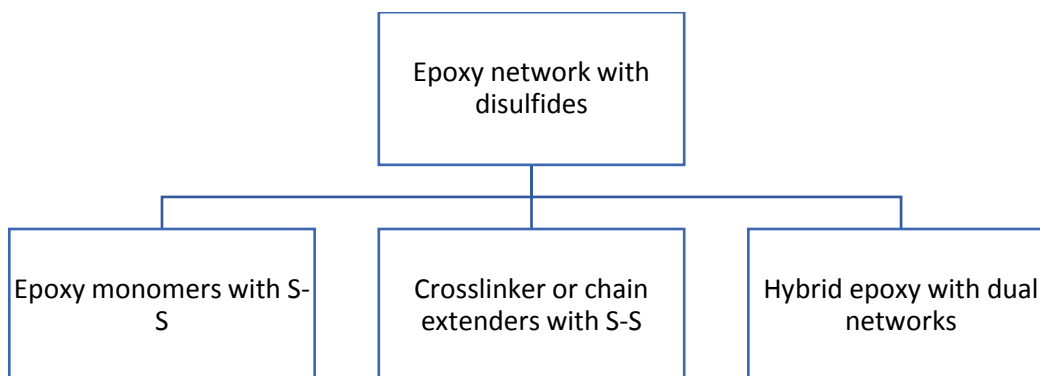 Epoxy network with
disulfides
Epoxy monomers with S-
S
Crosslinker or chain
extenders with S-S
Hybrid epoxy with dual
networks